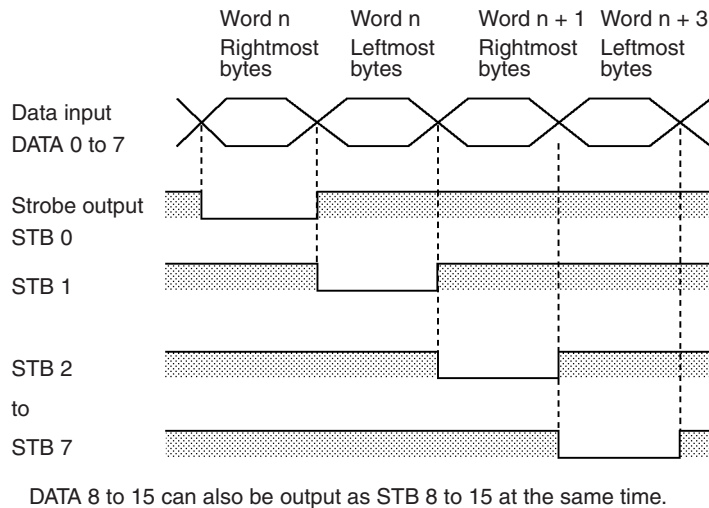 Word n Word n Word n + 1 Word n + 3
Rightmost Leftmost Rightmost Leftmost
bytes bytes bytes bytes
Data input
DATA 0 to 7
Strobe output
STB 0
STB 1
STB 2
to
STB 7
DATA 8 to 15 can also be output as STB 8 to 15 at the same time.